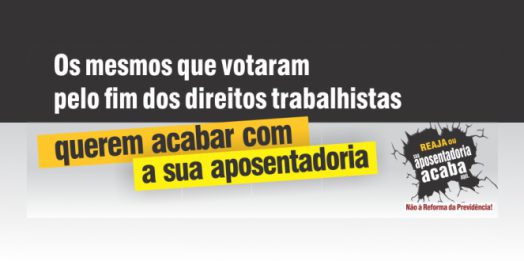 Os mesmos que votaram
pelo fim dos direitos trabalhistas
querem acabar com
a sua aposentadoria
REAJA ou
sua
aposentadoria
acaba
Não à Reforma da Previdência!